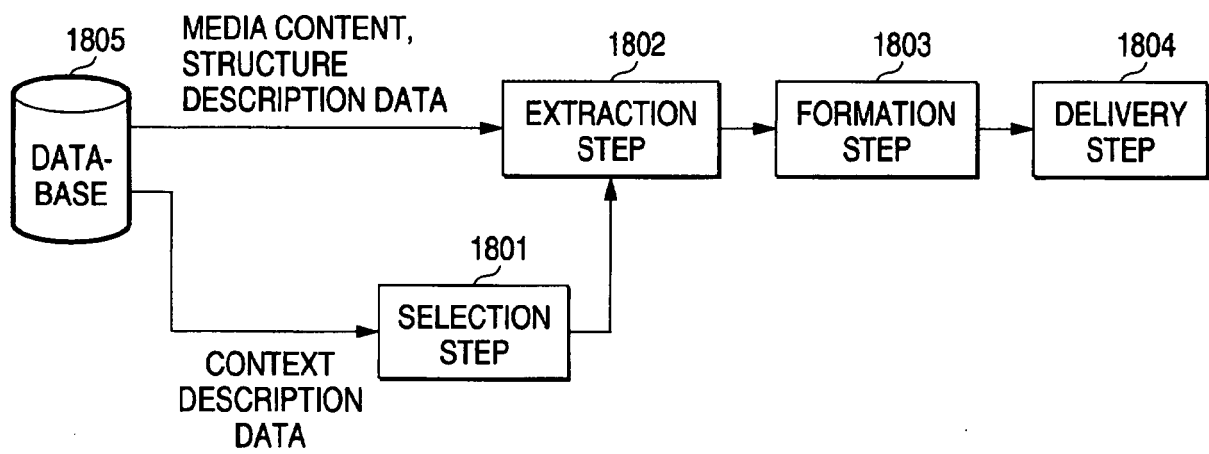 1805
MEDIA CONTENT,
STRUCTURE
DESCRIPTION DATA
1802
1803
1804
DATA-
BASE
EXTRACTION
STEP
FORMATION
STEP
DELIVERY
STEP
1801
SELECTION
STEP
CONTEXT
DESCRIPTION
DATA